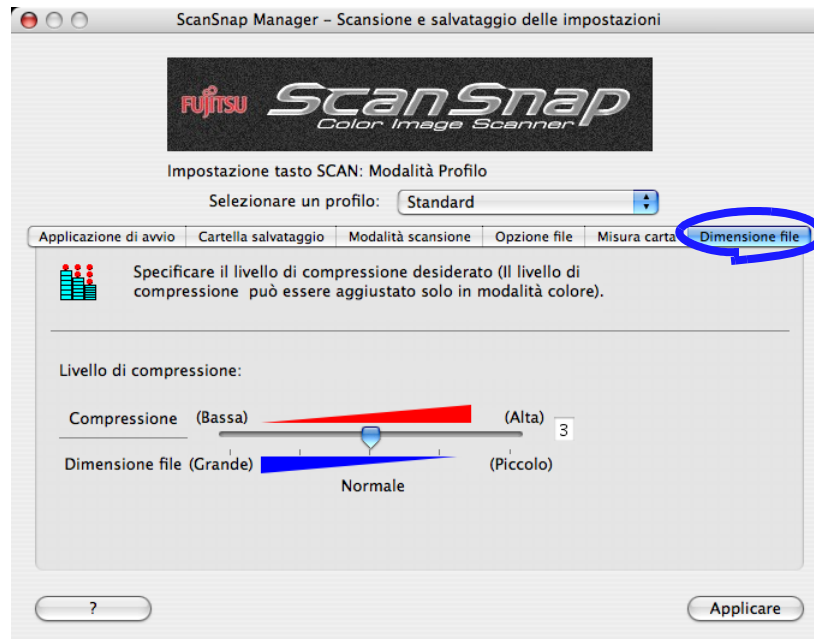 ScanSnap Manager – Scansione e salvataggio delle impostazioni
FUJITSU ScanSnap
Color Image Scanner
Impostazione tasto SCAN: Modalità Profilo
Selezionare un profilo: Standard
Applicazione di avvio Cartella salvataggio Modalità scansione Opzione file Misura carta Dimensione file
Specificare il livello di compressione desiderato (Il livello di
compressione può essere aggiustato solo in modalità colore).
Livello di compressione:
Compressione (Bassa) (Alta) 3
Dimensione file (Grande) (Piccolo)
Normale
? Applicare